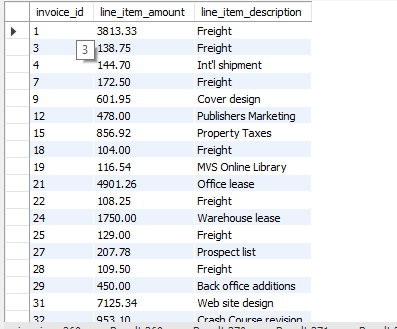 invoice_id line_item_amount line_item_description
1 3813.33 Freight
3 138.75 Freight
3
4 144.70 Int'l shipment
7 172.50 Freight
9 601.95 Cover design
12 478.00 Publishers Marketing
15 856.92 Property Taxes
18 104.00 Freight
19 116.54 MVS Online Library
21 4901.26 Office lease
22 108.25 Freight
24 1750.00 Warehouse lease
25 129.00 Freight
27 207.78 Prospect list
28 109.50 Freight
29 450.00 Back office additions
31 7125.34 Web site design
32 953.10 Crash Course revision